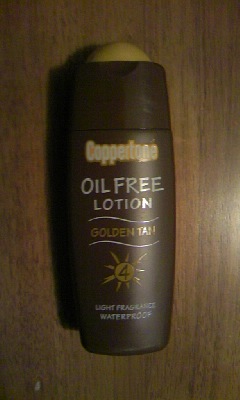 Coppertone
OIL FREE
LOTION
GOLDEN TAN
4
LIGHT FRAGRANCE
WATERPROOF